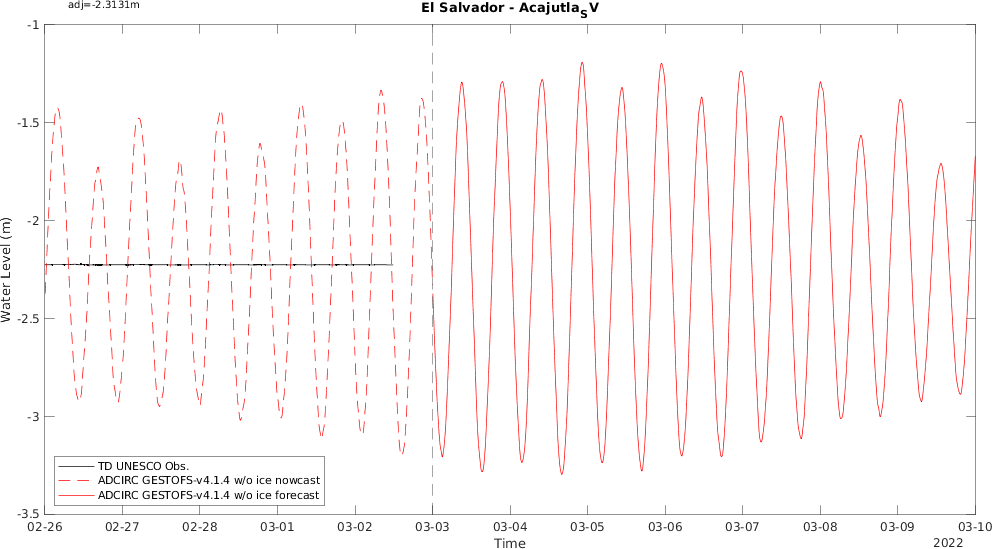 adj=-2.3131m
El Salvador - AcajutlaSV
-1
-1.5
-2
-2.5
-3
-3.5
Water Level (m)
TD UNESCO Obs.
ADCIRC GESTOFS-v4.1.4 w/o ice nowcast
ADCIRC GESTOFS-v4.1.4 w/o ice forecast
02-26 02-27 02-28 03-01 03-02 03-03 03-04 03-05 03-06 03-07 03-08 03-09 03-10
Time
2022